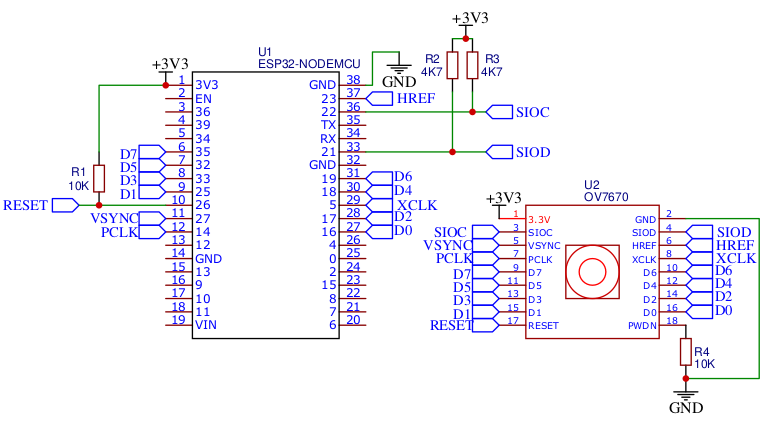 +3V3
R2
4K7
R3
4K7
U1
ESP32-NODEMCU
+3V3
GND
1 3V3 GND 38
2 EN 23 37 HREF
3 36 22 36 SIOC
4 39 TX 35
5 34 RX 34
D7 6 35 21 33 SIOD
D5 7 32 GND 32
D3 8 33 19 31 D6
D1 9 25 18 30 D4
R1
10K
RESET 10 26 5 29 XCLK
VSYNC 11 27 17 28 D2
PCLK 12 14 16 27 D0
13 12 4 26
14 GND 0 25
15 13 2 24
16 9 15 23
17 10 8 22
18 11 7 21
19 VIN 6 20
U2
OV7670
+3V3
1 3.3V GND 2
SIOC 3 SIOC SIOD 4 SIOD
VSYNC 5 VSYNC HREF 6 HREF
PCLK 7 PCLK XCLK 8 XCLK
D7 9 D7 D6 10 D6
D5 11 D5 D4 12 D4
D3 13 D3 D2 14 D2
D1 15 D1 D0 16 D0
RESET 17 RESET PWDN 18
R4
10K
GND